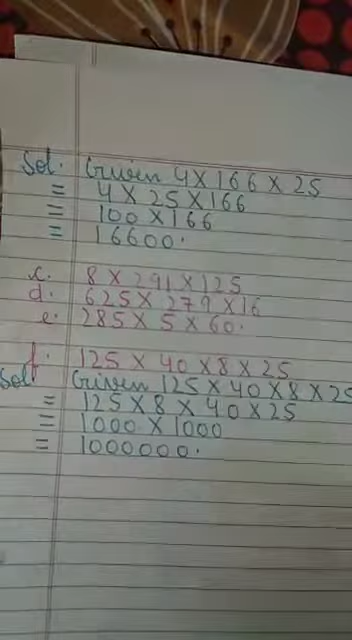 Sol. Given 4 X 166 X 25
= 4 X 25 X 166
= 100 X 166
= 16600.
c. 8 X 291 X 125
d. 625 X 279 X 16
e. 285 X 5 X 60.
f. 125 X 40 X 8 X 25
Sol Given 125 X 40 X 8 X 25
= 125 X 8 X 40 X 25
= 1000 X 1000
= 1000000.